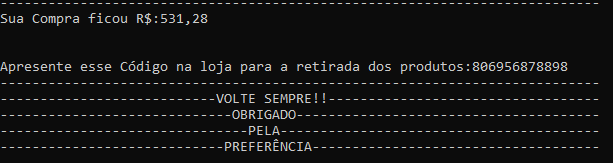 ---------------------------------------------------------------------------
Sua Compra ficou R$:531,28
Apresente esse Código na loja para a retirada dos produtos:806956878898
---------------------------------------------------------------------------
---------------------------VOLTE SEMPRE!!----------------------------------
-----------------------------OBRIGADO--------------------------------------
-------------------------------PELA----------------------------------------
----------------------------PREFERÊNCIA------------------------------------